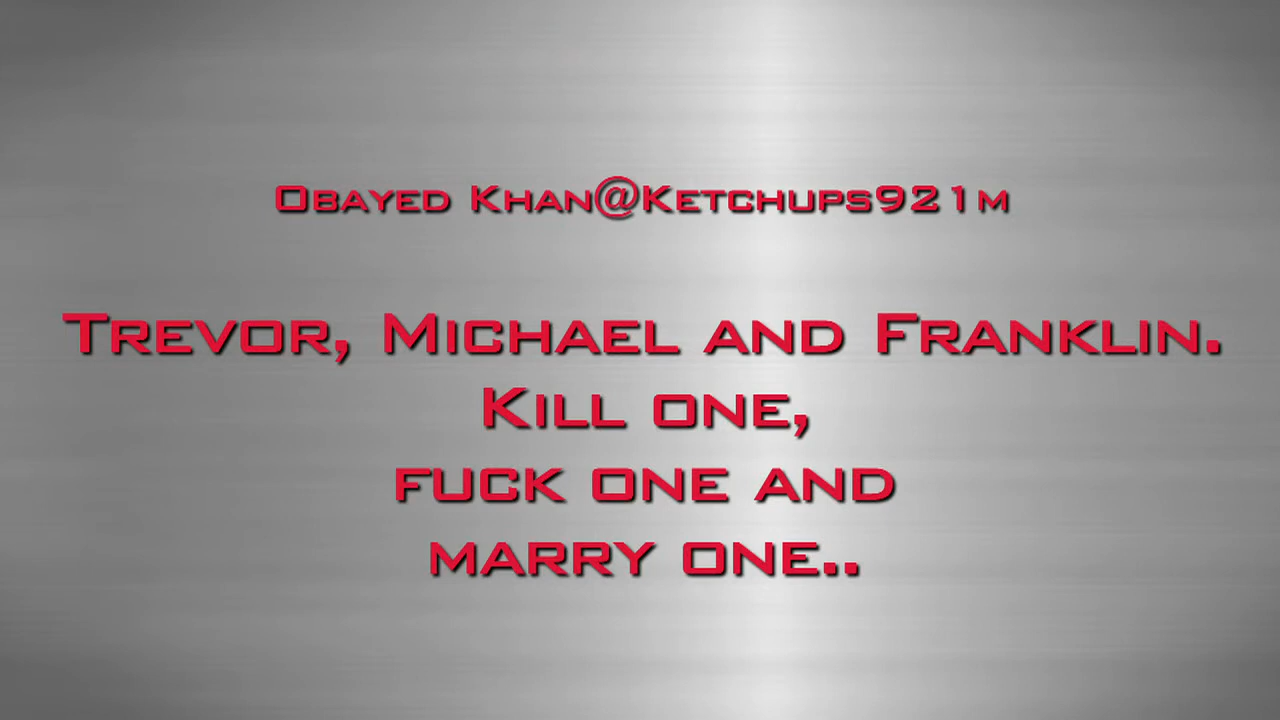 Obayed Khan@Ketchups921m
Trevor, Michael and Franklin.
Kill one,
fuck one and
marry one..